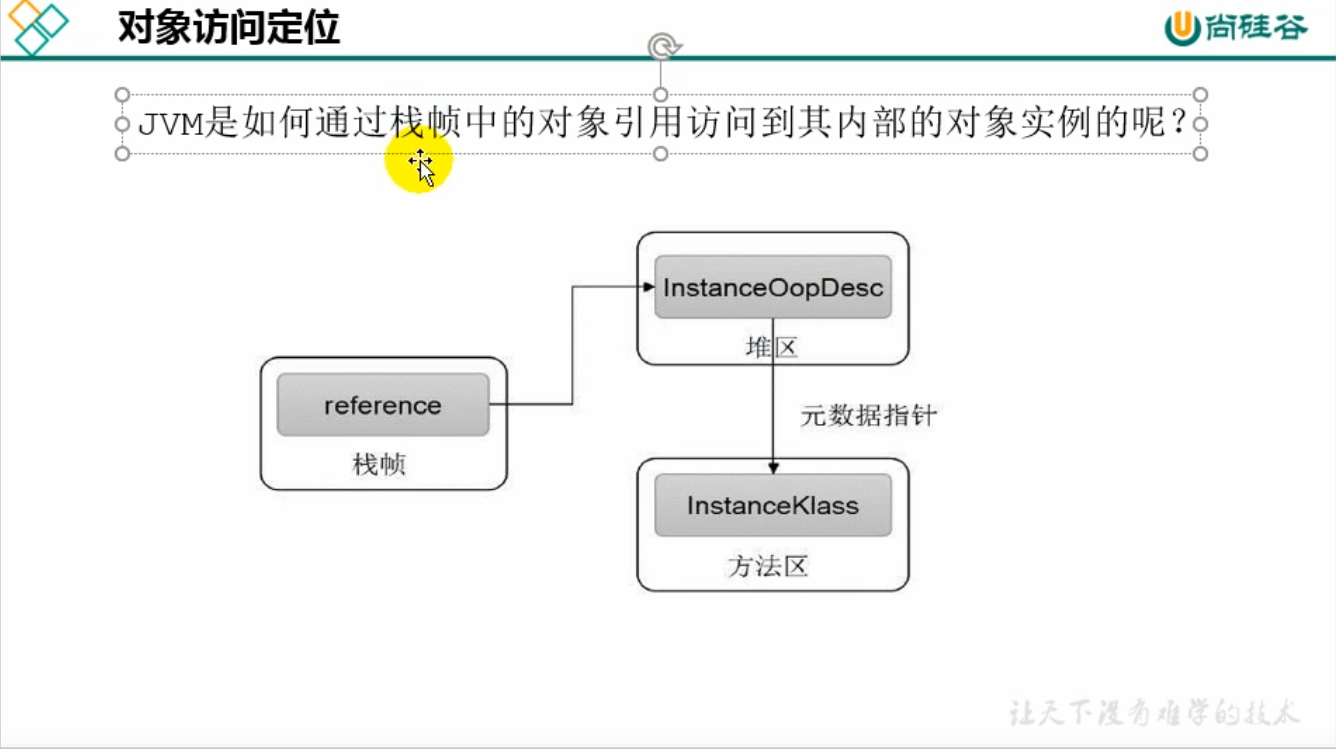 对象访问定位
尚硅谷
JVM是如何通过栈帧中的对象引用访问到其内部的对象实例的呢？
InstanceOopDesc
堆区
reference
栈帧
元数据指针
InstanceKlass
方法区
让天下没有难学的技术